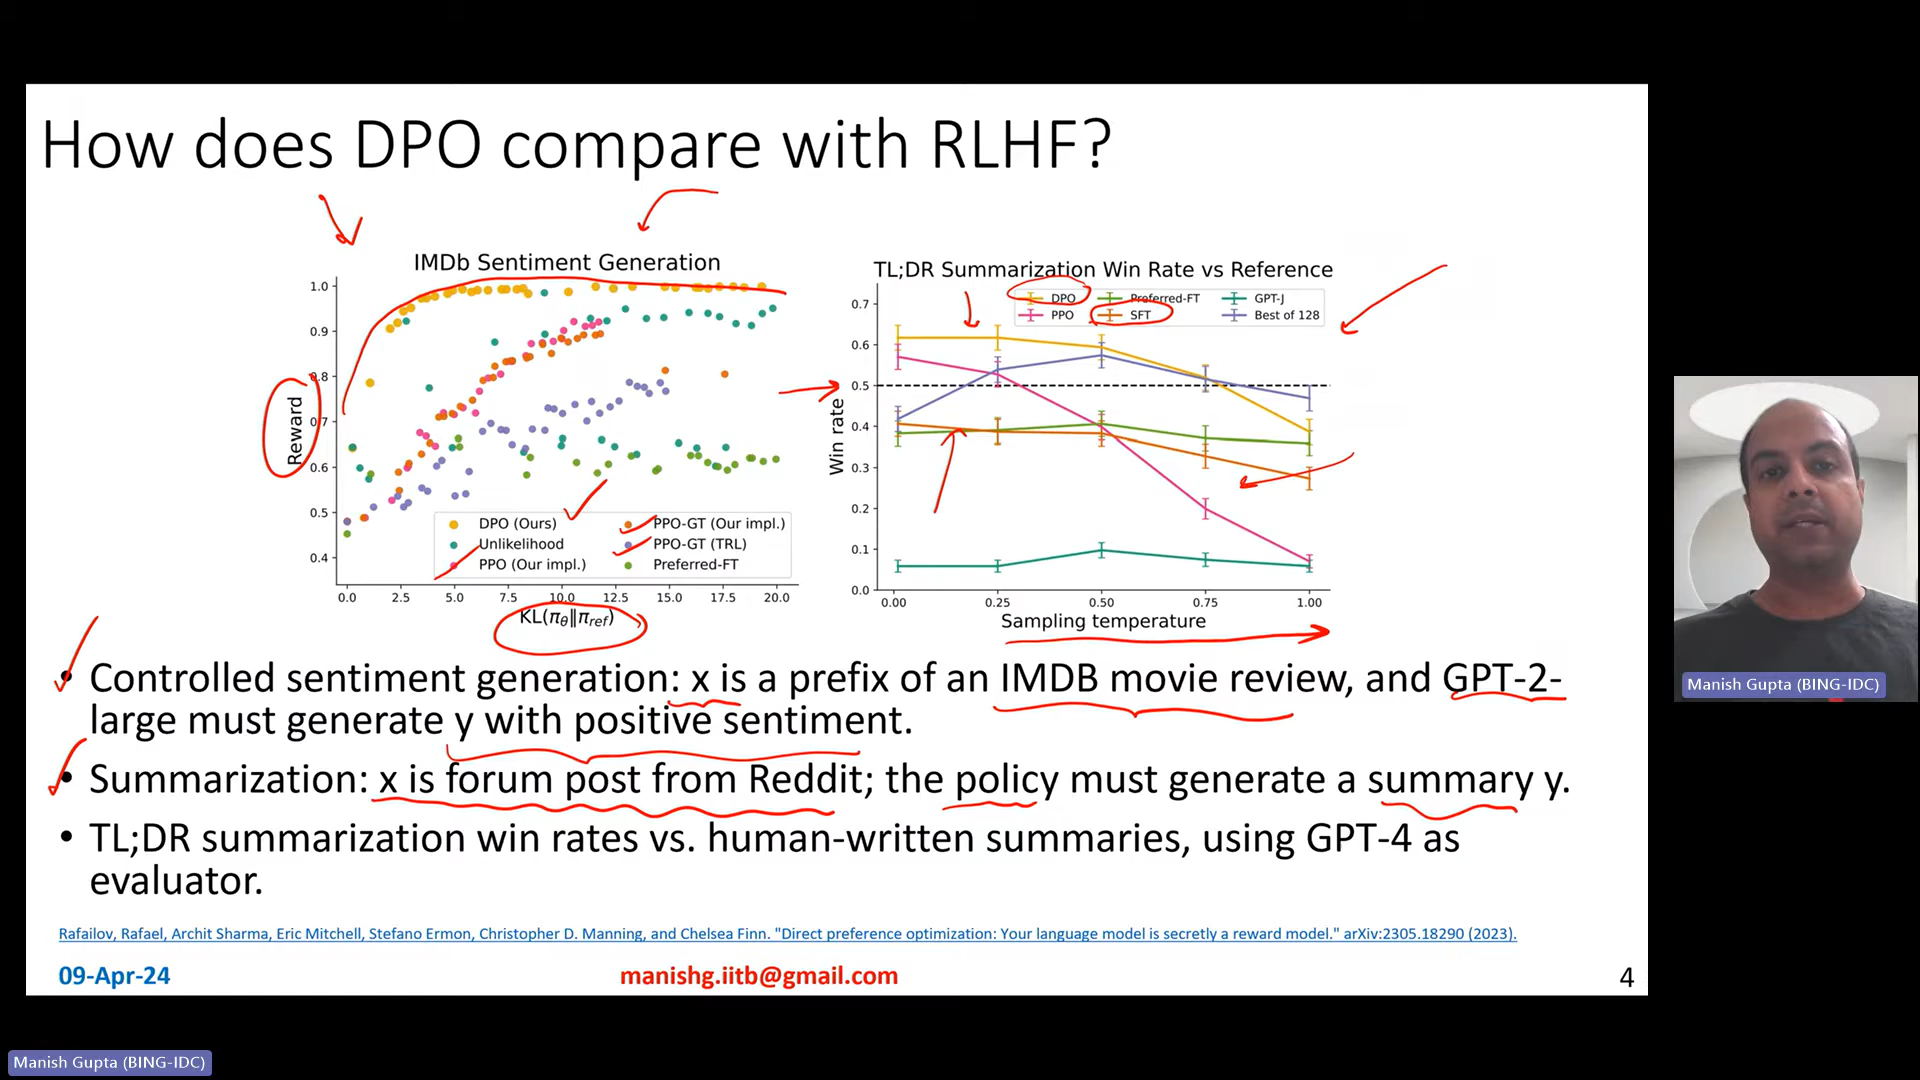 How does DPO compare with RLHF?
IMDb Sentiment Generation
1.0
0.9
0.8
0.7
0.6
0.5
0.4
Reward
DPO (Ours)
Unlikelihood
PPO (Our impl.)
PPO-GT (Our impl.)
PPO-GT (TRL)
Preferred-FT
0.0 2.5 5.0 7.5 10.0 12.5 15.0 17.5 20.0
KL(πθ‖πref)
TL;DR Summarization Win Rate vs Reference
DPO
PPO
Preferred-FT
SFT
GPT-J
Best of 128
0.7
0.6
0.5
0.4
0.3
0.2
0.1
0.0
Win rate
0.00 0.25 0.50 0.75 1.00
Sampling temperature
• Controlled sentiment generation: x is a prefix of an IMDB movie review, and GPT-2-
large must generate y with positive sentiment.
• Summarization: x is forum post from Reddit; the policy must generate a summary y.
• TL;DR summarization win rates vs. human-written summaries, using GPT-4 as
evaluator.
Rafailov, Rafael, Archit Sharma, Eric Mitchell, Stefano Ermon, Christopher D. Manning, and Chelsea Finn. "Direct preference optimization: Your language model is secretly a reward model." arXiv:2305.18290 (2023).
09-Apr-24
manishg.iitb@gmail.com
4
Manish Gupta (BING-IDC)
Manish Gupta (BING-IDC)